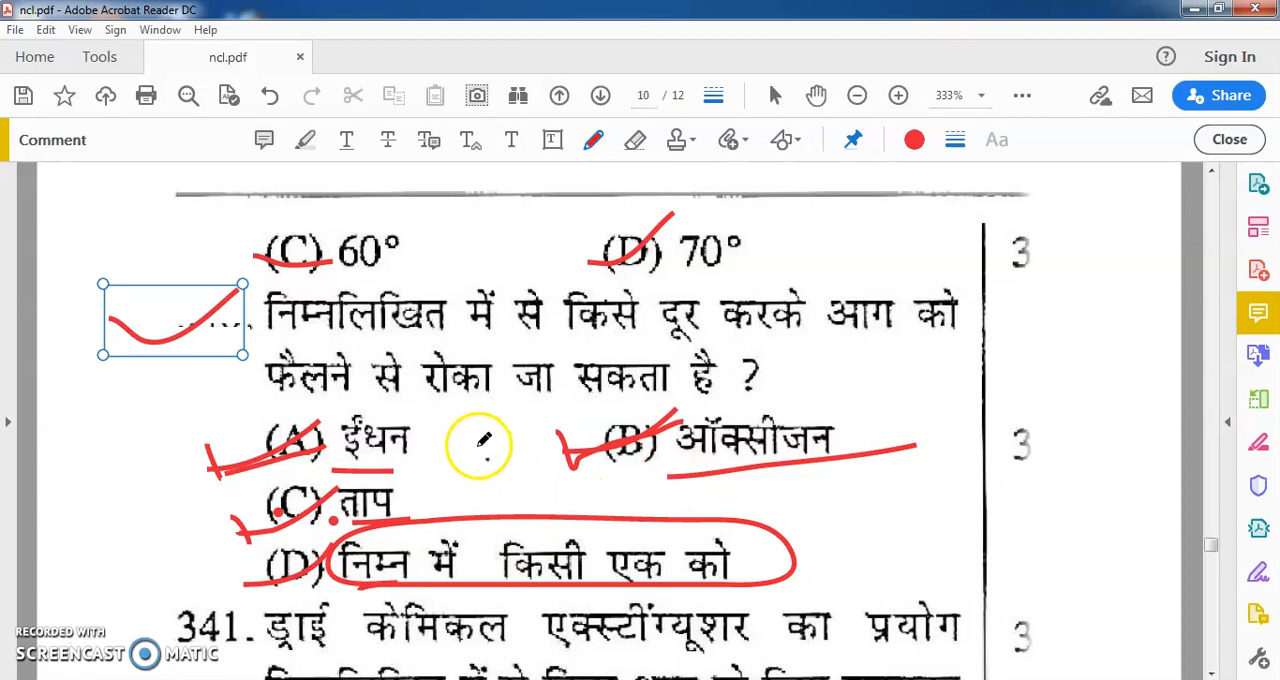 ncl.pdf - Adobe Acrobat Reader DC
File Edit View Sign Window Help
Home Tools ncl.pdf × Sign In
10 / 12 333% Share
Comment Aa Close
(C) 60° (D) 70° 3
निम्नलिखित में से किसे दूर करके आग को
फैलने से रोका जा सकता है ?
(A) ईंधन (B) ऑक्सीजन 3
(C) ताप
(D) निम्न में किसी एक को
341. ड्राई केमिकल एक्स्टींग्यूशर का प्रयोग 3
RECORDED WITH
SCREENCAST MATIC